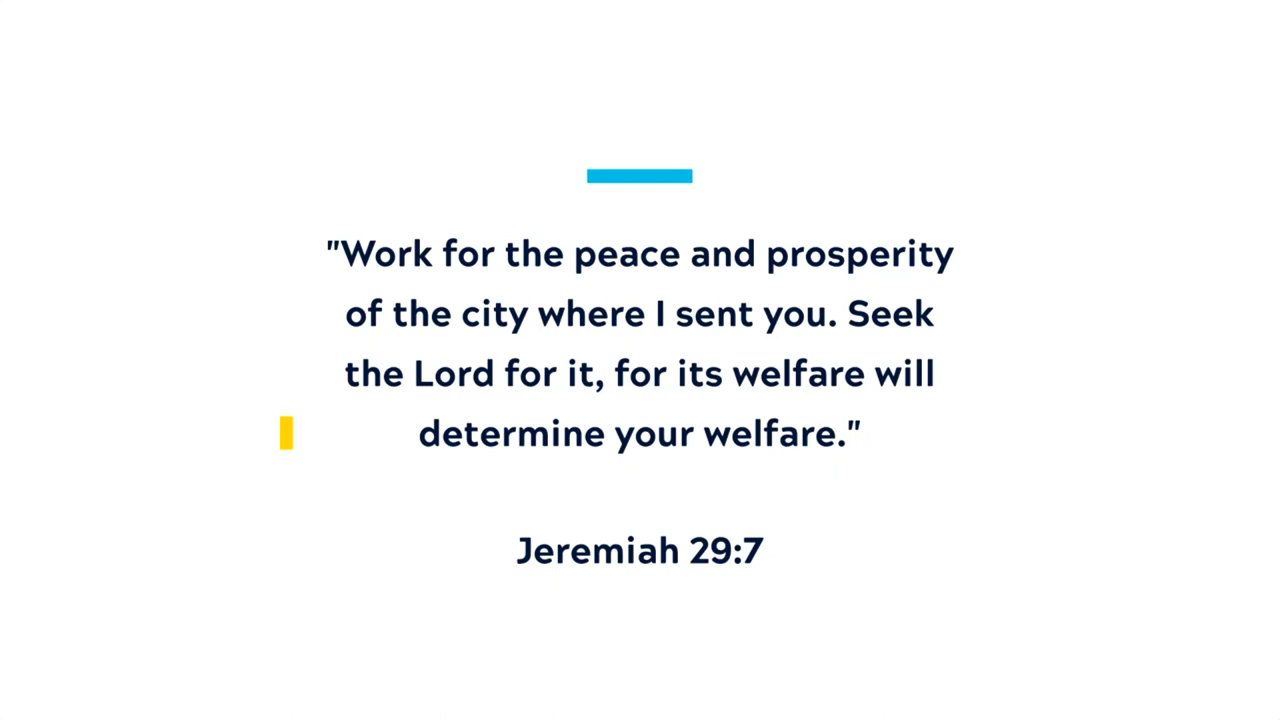 "Work for the peace and prosperity
of the city where I sent you. Seek
the Lord for it, for its welfare will
determine your welfare."
Jeremiah 29:7